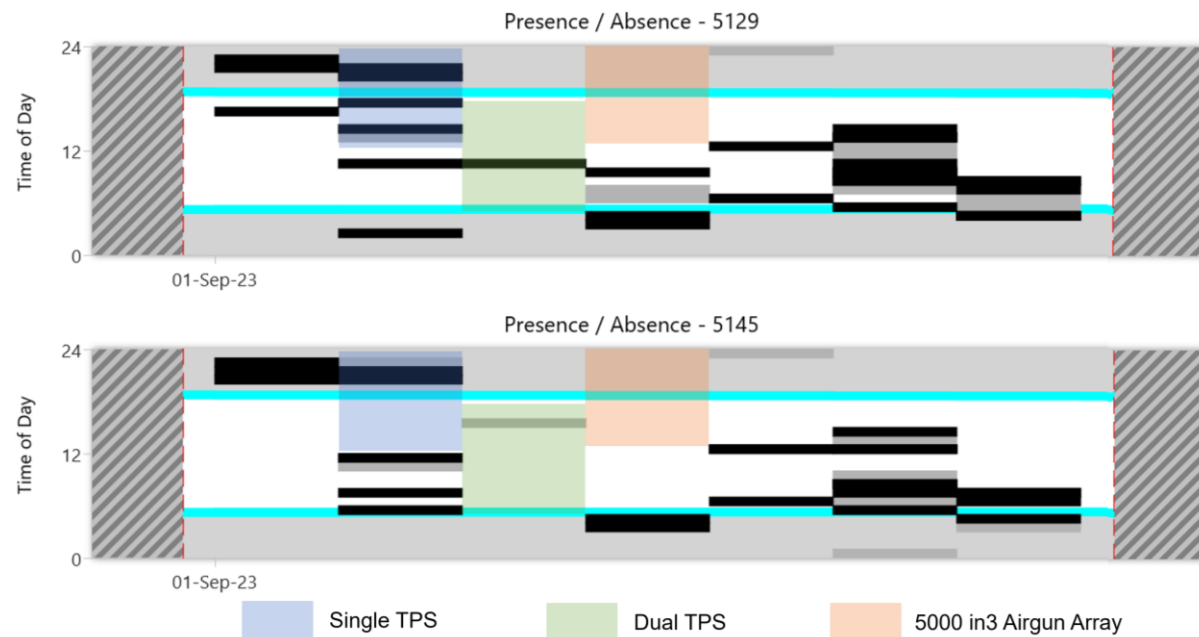 Presence / Absence - 5129
24
12
0
Time of Day
01-Sep-23
Presence / Absence - 5145
24
12
0
Time of Day
01-Sep-23
Single TPS
Dual TPS
5000 in3 Airgun Array